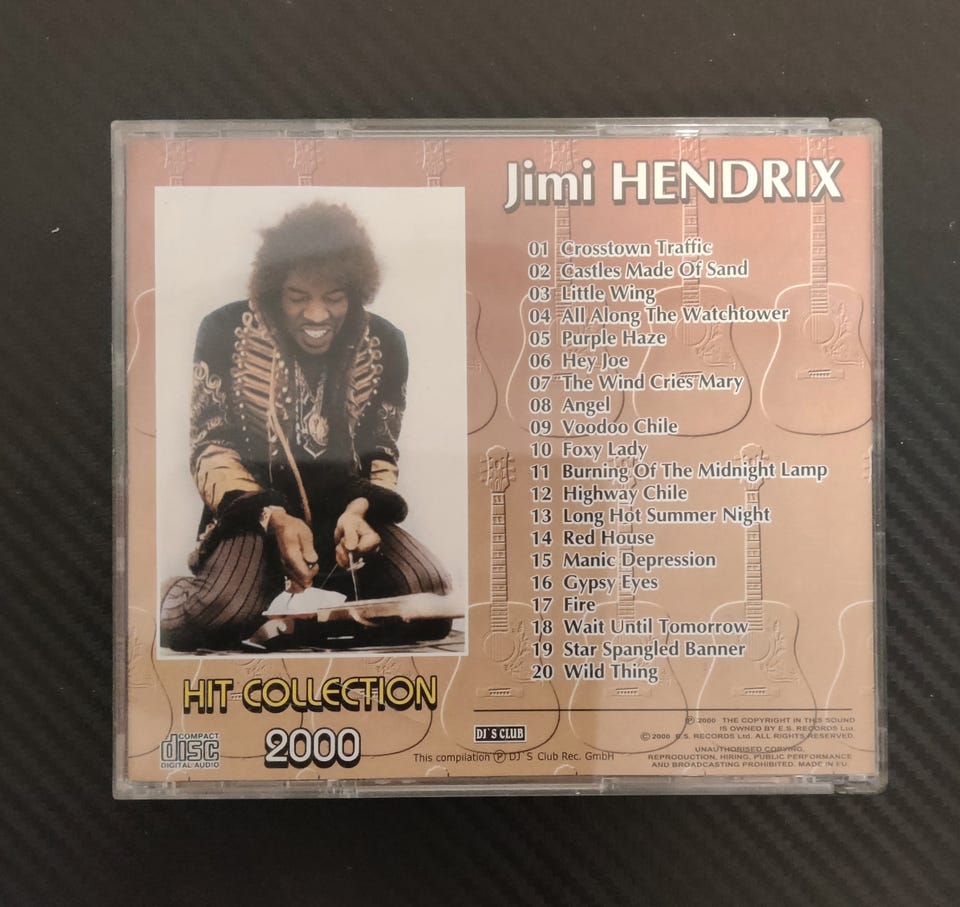 Jimi HENDRIX
01 Crosstown Traffic
02 Castles Made Of Sand
03 Little Wing
04 All Along The Watchtower
05 Purple Haze
06 Hey Joe
07 The Wind Cries Mary
08 Angel
09 Voodoo Chile
10 Foxy Lady
11 Burning Of The Midnight Lamp
12 Highway Chile
13 Long Hot Summer Night
14 Red House
15 Manic Depression
16 Gypsy Eyes
17 Fire
18 Wait Until Tomorrow
19 Star Spangled Banner
20 Wild Thing
HIT COLLECTION
2000
COMPACT
disc
DIGITAL AUDIO
DJ`S CLUB
This compilation Ⓟ DJ`S Club Rec. GmbH
Ⓟ 2000 THE COPYRIGHT IN THIS SOUND
IS OWNED BY E.S. RECORDS Ltd.
© 2000 E.S. RECORDS Ltd. ALL RIGHTS RESERVED.
UNAUTHORISED COPYING,
REPRODUCTION, HIRING, PUBLIC PERFORMANCE
AND BROADCASTING PROHIBITED. MADE IN EU.